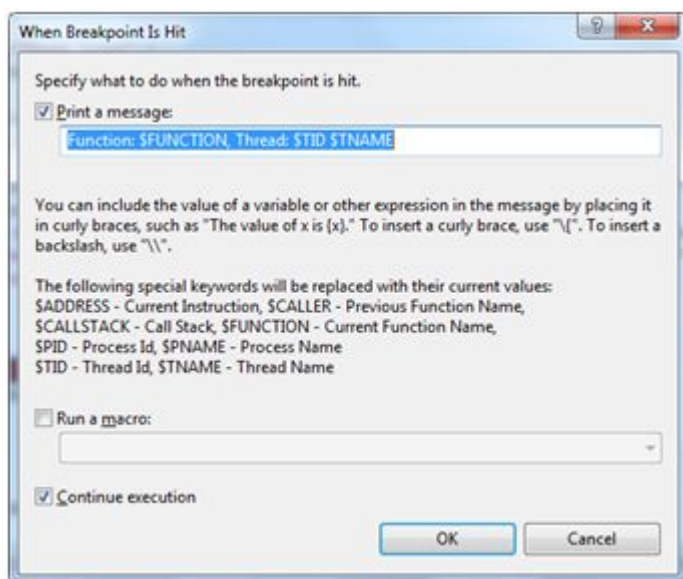 When Breakpoint Is Hit
Specify what to do when the breakpoint is hit.
Print a message:
Function: $FUNCTION, Thread: $TID $TNAME
You can include the value of a variable or other expression in the message by placing it
in curly braces, such as "The value of x is {x}." To insert a curly brace, use "\{". To insert a
backslash, use "\\".
The following special keywords will be replaced with their current values:
$ADDRESS - Current Instruction, $CALLER - Previous Function Name,
$CALLSTACK - Call Stack, $FUNCTION - Current Function Name,
$PID - Process Id, $PNAME - Process Name
$TID - Thread Id, $TNAME - Thread Name
Run a macro:
Continue execution
OK Cancel